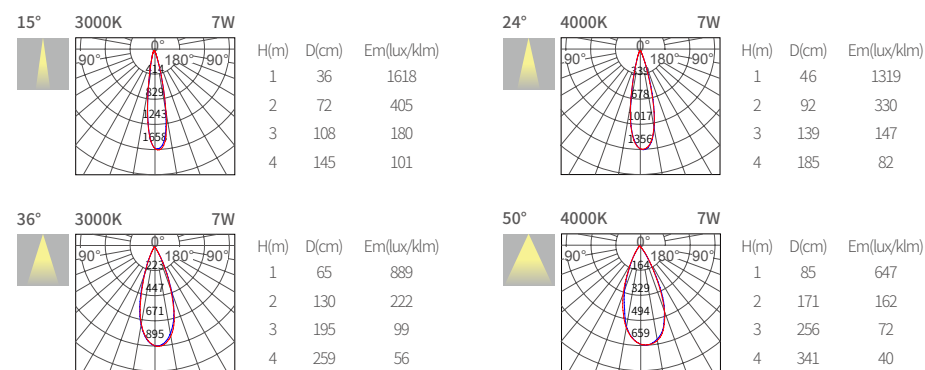 15° 3000K 7W
0°
90° 180° 90°
414
829
1243
1658
H(m) D(cm) Em(lux/klm)
1 36 1618
2 72 405
3 108 180
4 145 101
24° 4000K 7W
0°
90° 180° 90°
339
678
1017
1356
H(m) D(cm) Em(lux/klm)
1 46 1319
2 92 330
3 139 147
4 185 82
36° 3000K 7W
0°
90° 180° 90°
223
447
671
895
H(m) D(cm) Em(lux/klm)
1 65 889
2 130 222
3 195 99
4 259 56
50° 4000K 7W
0°
90° 180° 90°
164
329
494
659
H(m) D(cm) Em(lux/klm)
1 85 647
2 171 162
3 256 72
4 341 40